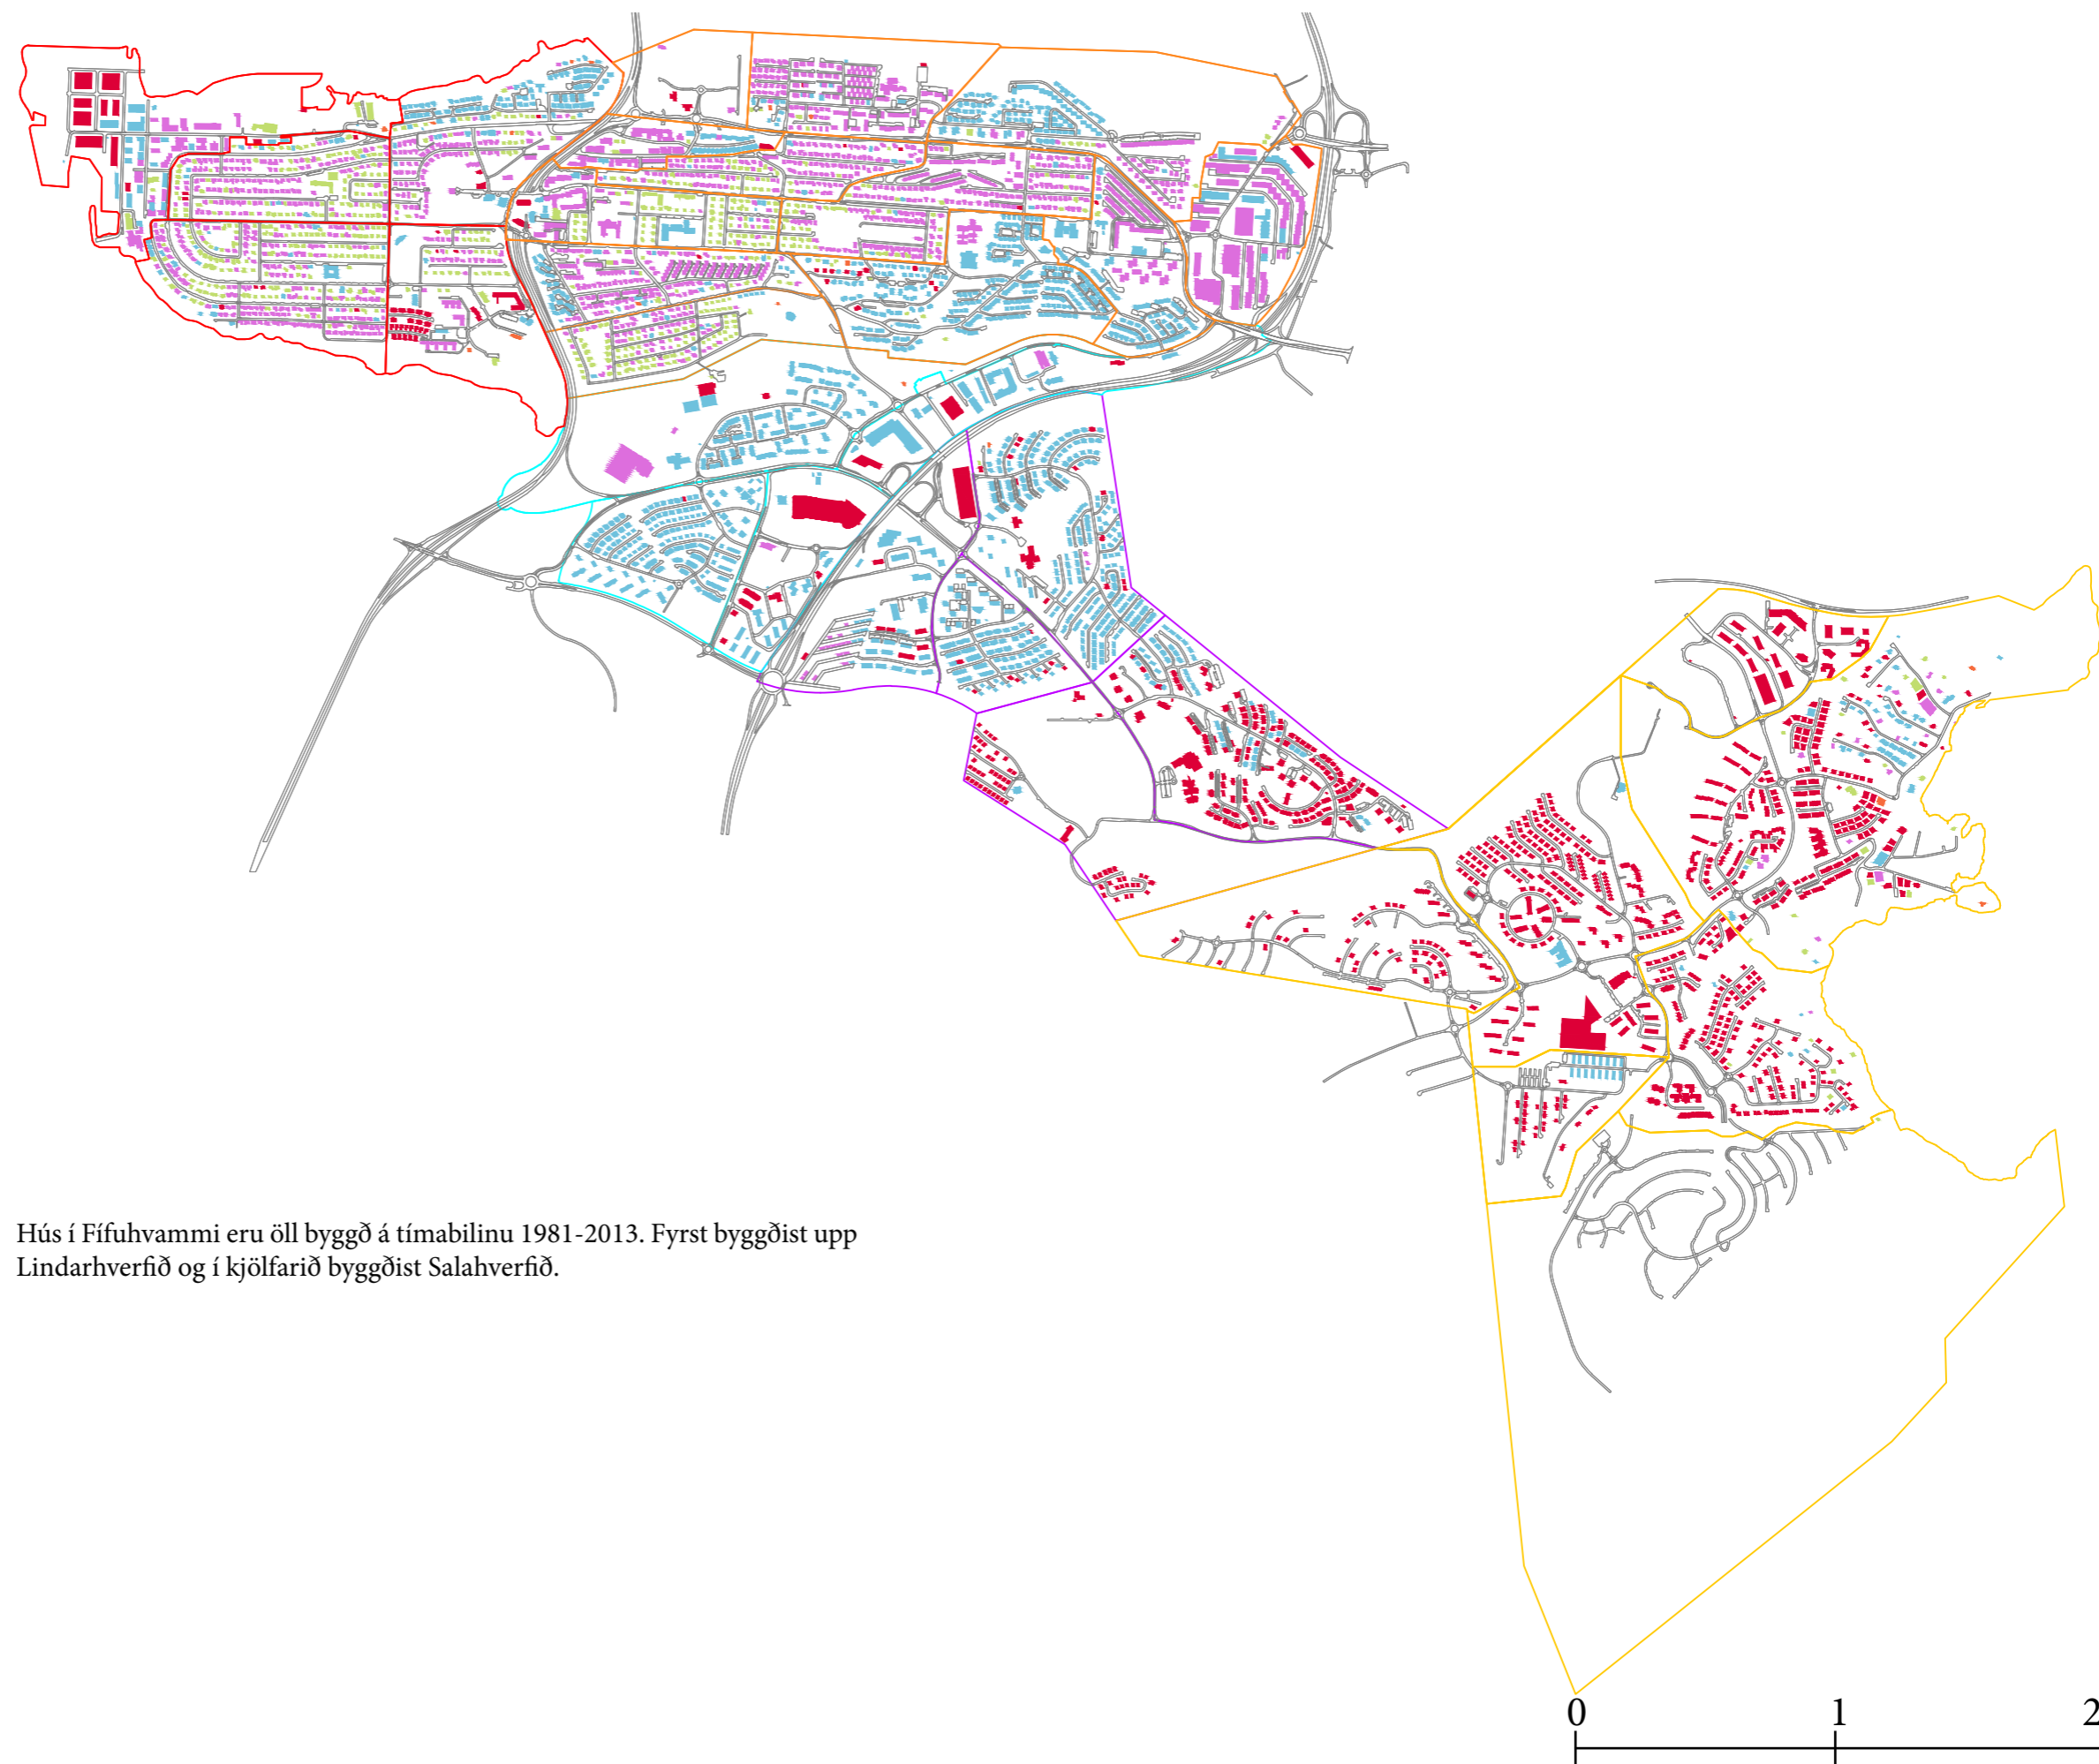 Hús í Fífuhvammi eru öll byggð á tímabilinu 1981-2013. Fyrst byggðist upp
Lindarhverfið og í kjölfarið byggðist Salahverfið.
0 1 2